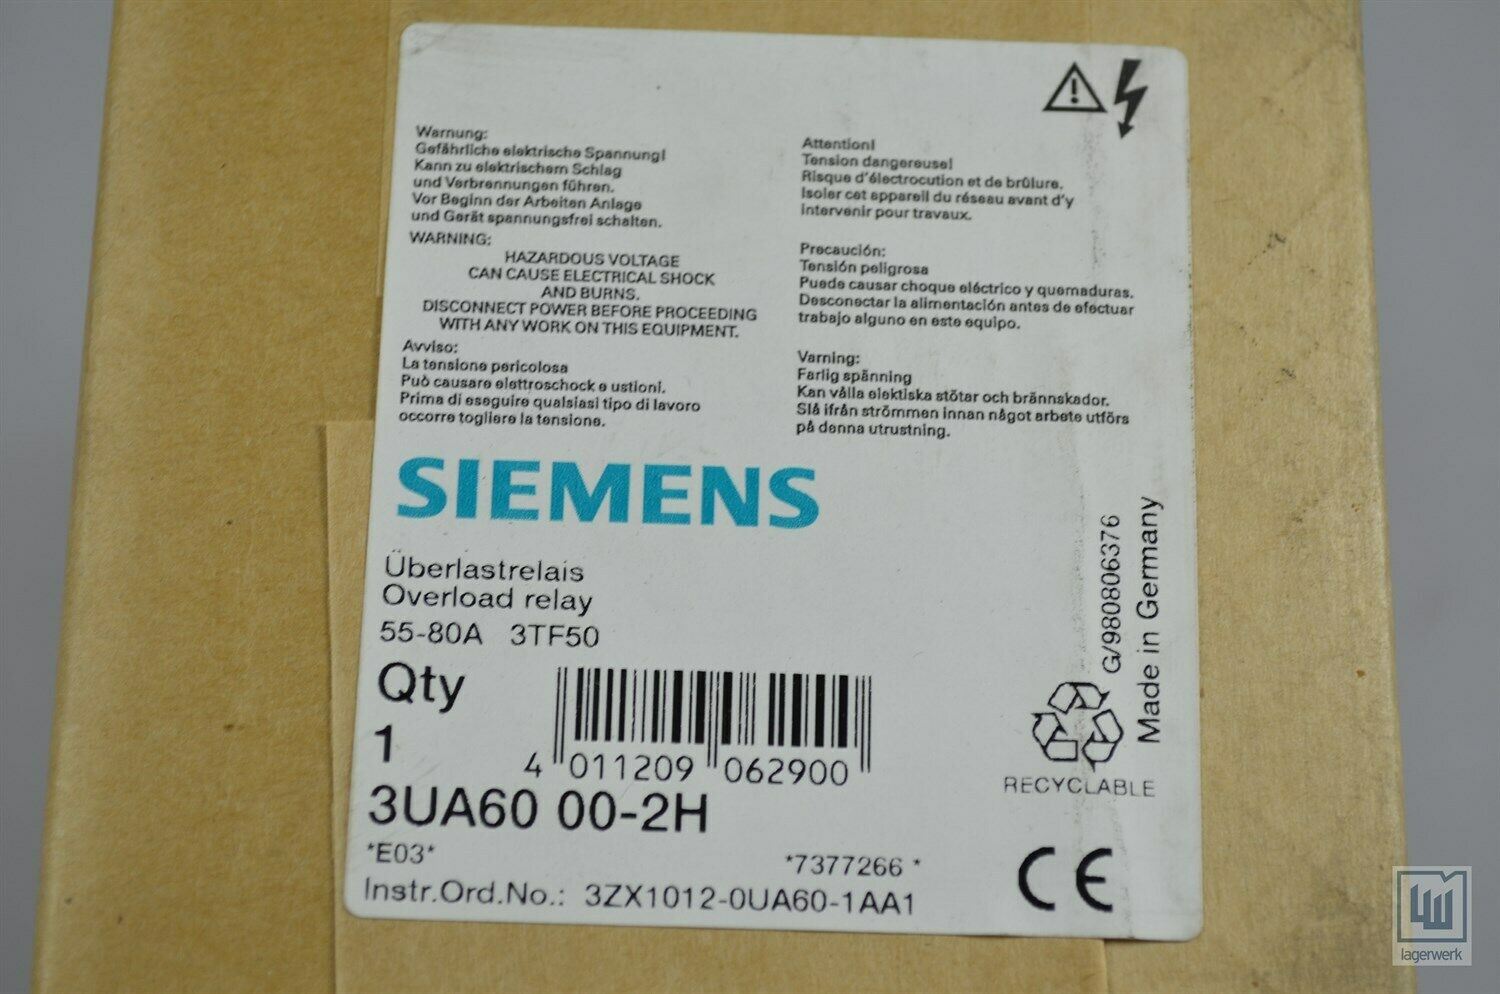 Warnung:
Gefährliche elektrische Spannung!
Kann zu elektrischem Schlag
und Verbrennungen führen.
Vor Beginn der Arbeiten Anlage
und Gerät spannungsfrei schalten.
WARNING:
HAZARDOUS VOLTAGE
CAN CAUSE ELECTRICAL SHOCK
AND BURNS.
DISCONNECT POWER BEFORE PROCEEDING
WITH ANY WORK ON THIS EQUIPMENT.
Avviso:
La tensione pericolosa
Può causare elettroschock e ustioni.
Prima di eseguire qualsiasi tipo di lavoro
occorre togliere la tensione.
Attention!
Tension dangereuse!
Risque d'électrocution et de brûlure.
Isoler cet appareil du réseau avant d'y
intervenir pour travaux.
Precaución:
Tensión peligrosa
Puede causar choque eléctrico y quemaduras.
Desconectar la alimentación antes de efectuar
trabajo alguno en este equipo.
Varning:
Farlig spänning
Kan vålla elektiska stötar och brännskador.
Slå ifrån strömmen innan något arbete utförs
på denna utrustning.
SIEMENS
Überlastrelais
Overload relay
55-80A 3TF50
Qty
1
4 011209 062900
3UA60 00-2H
*E03*
*7377266 *
Instr.Ord.No.: 3ZX1012-0UA60-1AA1
G/980806376
Made in Germany
RECYCLABLE
CE
lagerwerk